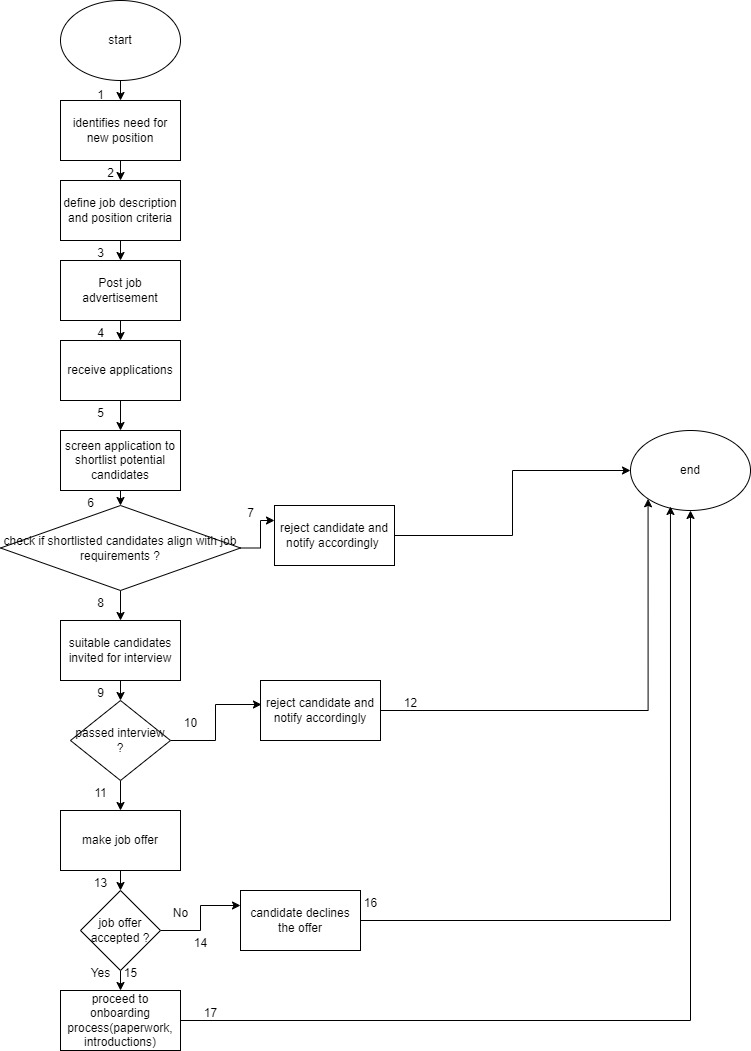 start
1
identifies need for
new position
2
define job description
and position criteria
3
Post job
advertisement
4
receive applications
5
screen application to
shortlist potential
candidates
end
6
7
reject candidate and
notify accordingly
check if shortlisted candidates align with job
requirements ?
8
suitable candidates
invited for interview
9
10
reject candidate and
notify accordingly
12
passed interview
?
11
make job offer
13
No
candidate declines
the offer
16
job offer
accepted ?
14
Yes
15
proceed to
onboarding
process(paperwork,
introductions)
17